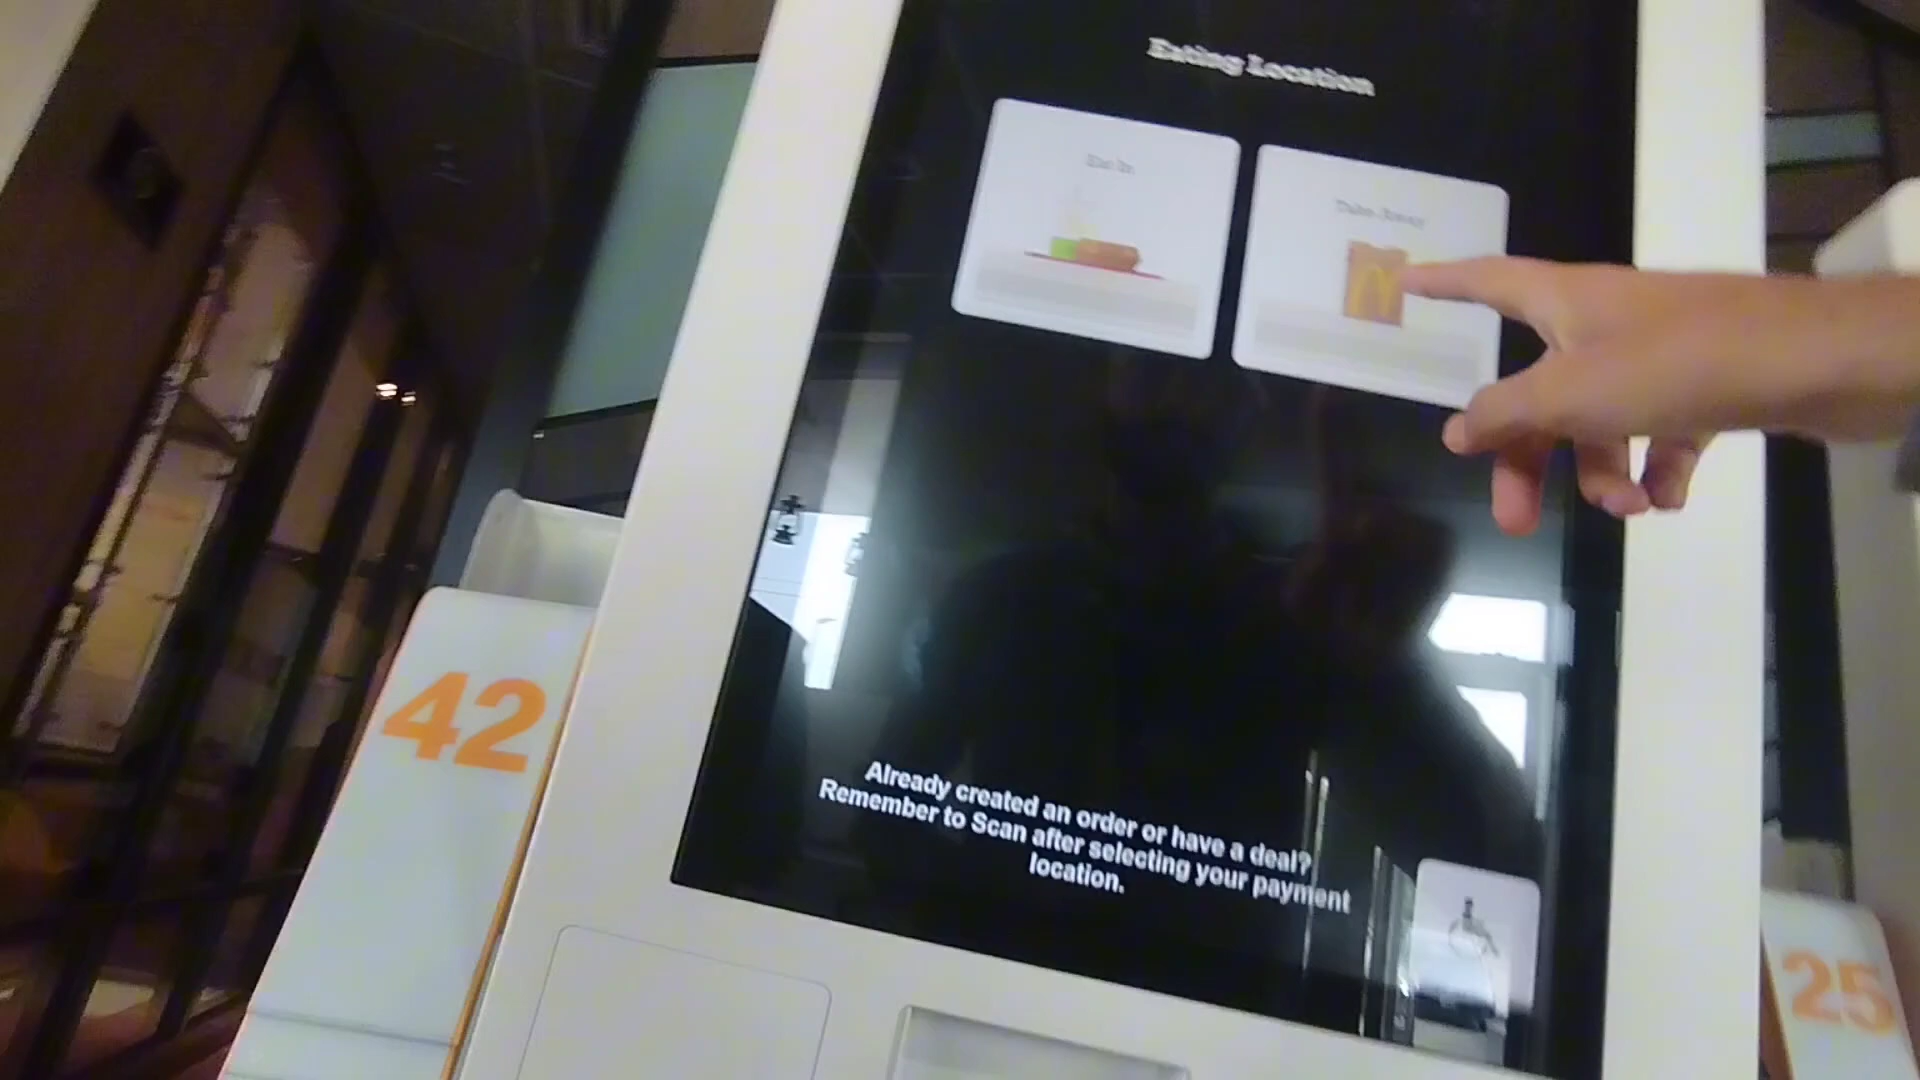 Eating Location
Eat In
Take Away
42
Already created an order or have a deal?
Remember to Scan after selecting your payment
location.
25